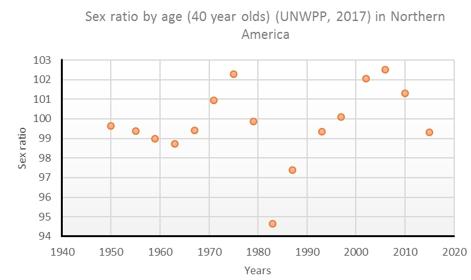 Sex ratio by age (40 year olds) (UNWPP, 2017) in Northern
America
103
102
101
100
99
98
97
96
95
94
Sex ratio
1940 1950 1960 1970 1980 1990 2000 2010 2020
Years